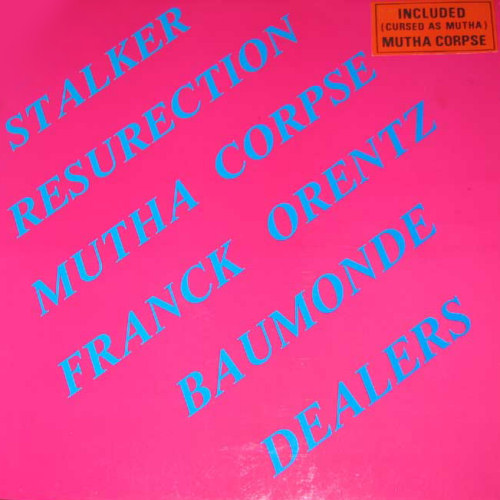 INCLUDED
(CURSED AS MUTHA)
MUTHA CORPSE
STALKER
RESURECTION
MUTHA CORPSE
FRANCK ORENTZ
BAUMONDE
DEALERS